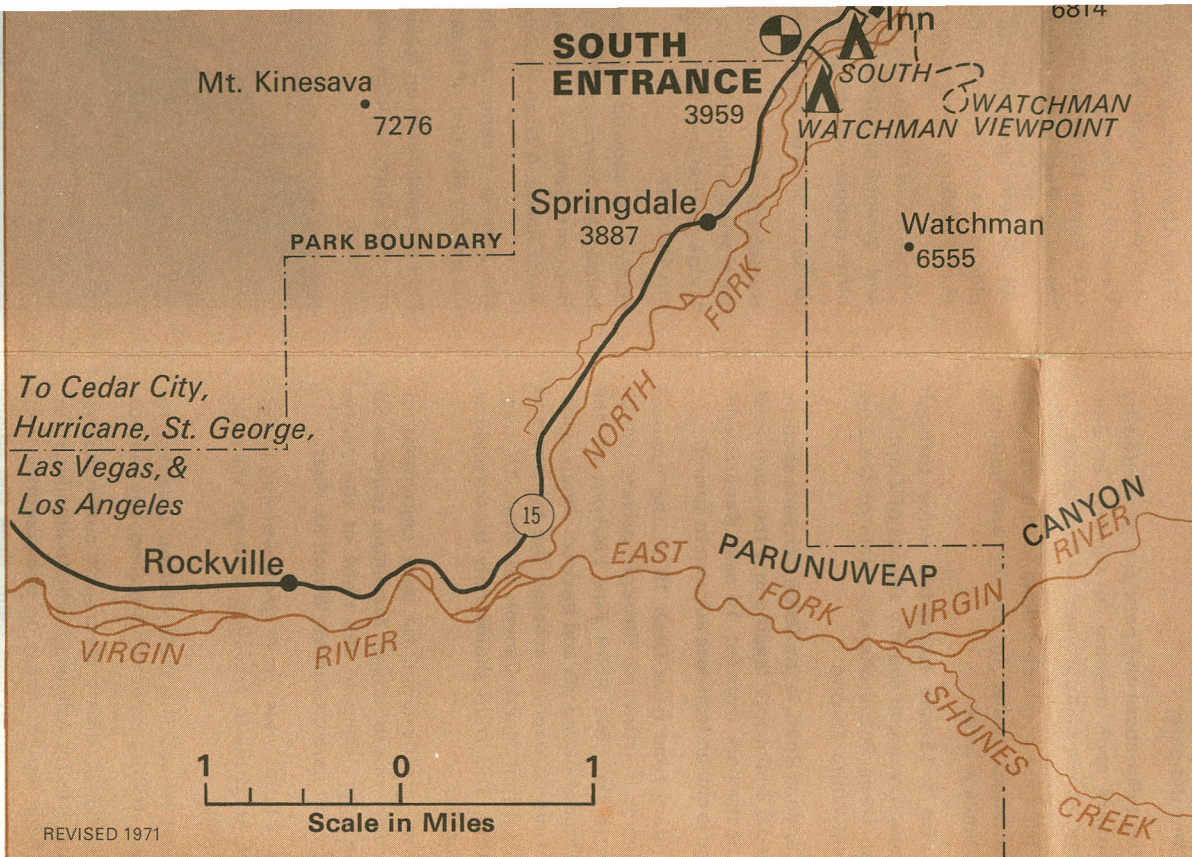 Inn
6814
SOUTH
ENTRANCE
3959
SOUTH
WATCHMAN
WATCHMAN
VIEWPOINT
Mt. Kinesava
7276
Springdale
3887
Watchman
6555
PARK BOUNDARY
NORTH
FORK
To Cedar City,
Hurricane, St. George,
Las Vegas, &
Los Angeles
15
Rockville
EAST
FORK
VIRGIN
RIVER
PARUNUWEAP
CANYON
VIRGIN
RIVER
SHUNES
CREEK
1 0 1
Scale in Miles
REVISED 1971